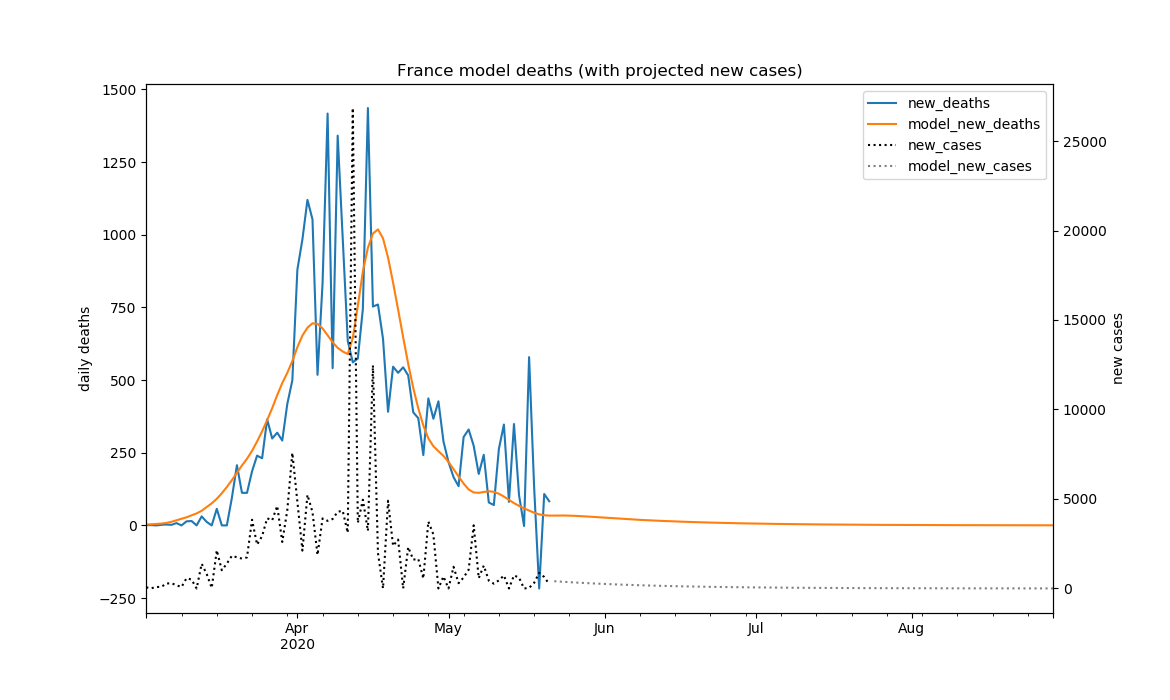 France model deaths (with projected new cases)
new_deaths
model_new_deaths
new_cases
model_new_cases
1500
1250
1000
750
500
250
0
−250
daily deaths
25000
20000
15000
10000
5000
0
new cases
Apr
2020
May
Jun
Jul
Aug